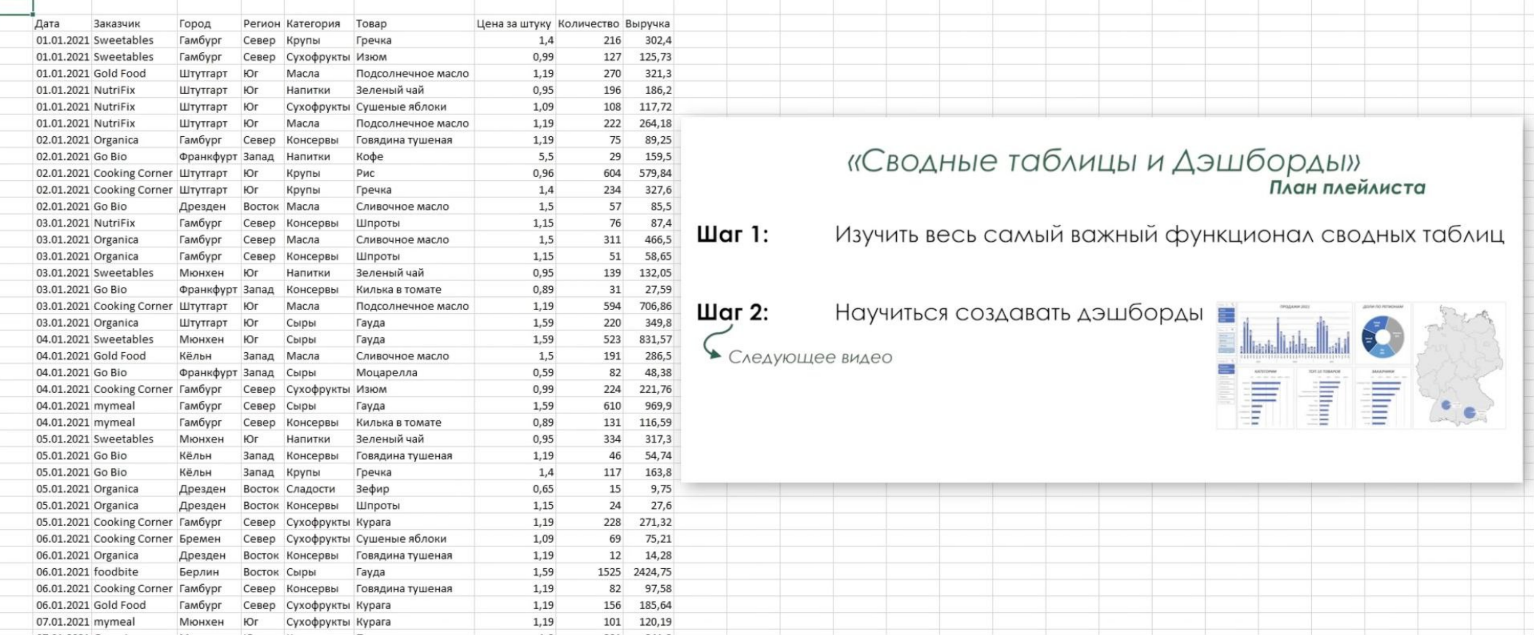 Дата Заказчик Город Регион Категория Товар Цена за штуку Количество Выручка
01.01.2021 Sweetables Гамбург Север Крупы Гречка 1,4 216 302,4
01.01.2021 Sweetables Гамбург Север Сухофрукты Изюм 0,99 127 125,73
01.01.2021 Gold Food Штутгарт Юг Масла Подсолнечное масло 1,19 270 321,3
01.01.2021 NutriFix Штутгарт Юг Напитки Зеленый чай 0,95 196 186,2
01.01.2021 NutriFix Штутгарт Юг Сухофрукты Сушеные яблоки 1,09 108 117,72
01.01.2021 NutriFix Штутгарт Юг Масла Подсолнечное масло 1,19 222 264,18
02.01.2021 Organica Гамбург Север Консервы Говядина тушеная 1,19 75 89,25
02.01.2021 Go Bio Франкфурт Запад Напитки Кофе 5,5 29 159,5
02.01.2021 Cooking Corner Штутгарт Юг Крупы Рис 0,96 604 579,84
02.01.2021 Cooking Corner Штутгарт Юг Крупы Гречка 1,4 234 327,6
02.01.2021 Go Bio Дрезден Восток Масла Сливочное масло 1,5 57 85,5
03.01.2021 NutriFix Гамбург Север Консервы Шпроты 1,15 76 87,4
03.01.2021 Organica Гамбург Север Масла Сливочное масло 1,5 311 466,5
03.01.2021 Organica Гамбург Север Консервы Шпроты 1,15 51 58,65
03.01.2021 Sweetables Мюнхен Юг Напитки Зеленый чай 0,95 139 132,05
03.01.2021 Go Bio Франкфурт Запад Консервы Килька в томате 0,89 31 27,59
03.01.2021 Cooking Corner Штутгарт Юг Масла Подсолнечное масло 1,19 594 706,86
03.01.2021 Organica Штутгарт Юг Сыры Гауда 1,59 220 349,8
04.01.2021 Sweetables Мюнхен Юг Сыры Гауда 1,59 523 831,57
04.01.2021 Gold Food Кёльн Запад Масла Сливочное масло 1,5 191 286,5
04.01.2021 Go Bio Франкфурт Запад Сыры Моцарелла 0,59 82 48,38
04.01.2021 Cooking Corner Гамбург Север Сухофрукты Изюм 0,99 224 221,76
04.01.2021 mymeal Гамбург Север Сыры Гауда 1,59 610 969,9
04.01.2021 mymeal Гамбург Север Консервы Килька в томате 0,89 131 116,59
05.01.2021 Sweetables Мюнхен Юг Напитки Зеленый чай 0,95 334 317,3
05.01.2021 Go Bio Кёльн Запад Консервы Говядина тушеная 1,19 46 54,74
05.01.2021 Go Bio Кёльн Запад Крупы Гречка 1,4 117 163,8
05.01.2021 Organica Дрезден Восток Сладости Зефир 0,65 15 9,75
05.01.2021 Organica Дрезден Восток Консервы Шпроты 1,15 24 27,6
05.01.2021 Cooking Corner Гамбург Север Сухофрукты Курага 1,19 228 271,32
06.01.2021 Cooking Corner Бремен Север Сухофрукты Сушеные яблоки 1,09 69 75,21
06.01.2021 Organica Дрезден Восток Консервы Говядина тушеная 1,19 12 14,28
06.01.2021 foodbite Берлин Восток Сыры Гауда 1,59 1525 2424,75
06.01.2021 Cooking Corner Гамбург Север Консервы Говядина тушеная 1,19 82 97,58
06.01.2021 Gold Food Гамбург Север Сухофрукты Курага 1,19 156 185,64
07.01.2021 mymeal Мюнхен Юг Сухофрукты Курага 1,19 101 120,19
«Сводные таблицы и Дэшборды»
План плейлиста
Шаг 1: Изучить весь самый важный функционал сводных таблиц
Шаг 2: Научиться создавать дэшборды
Следующее видео